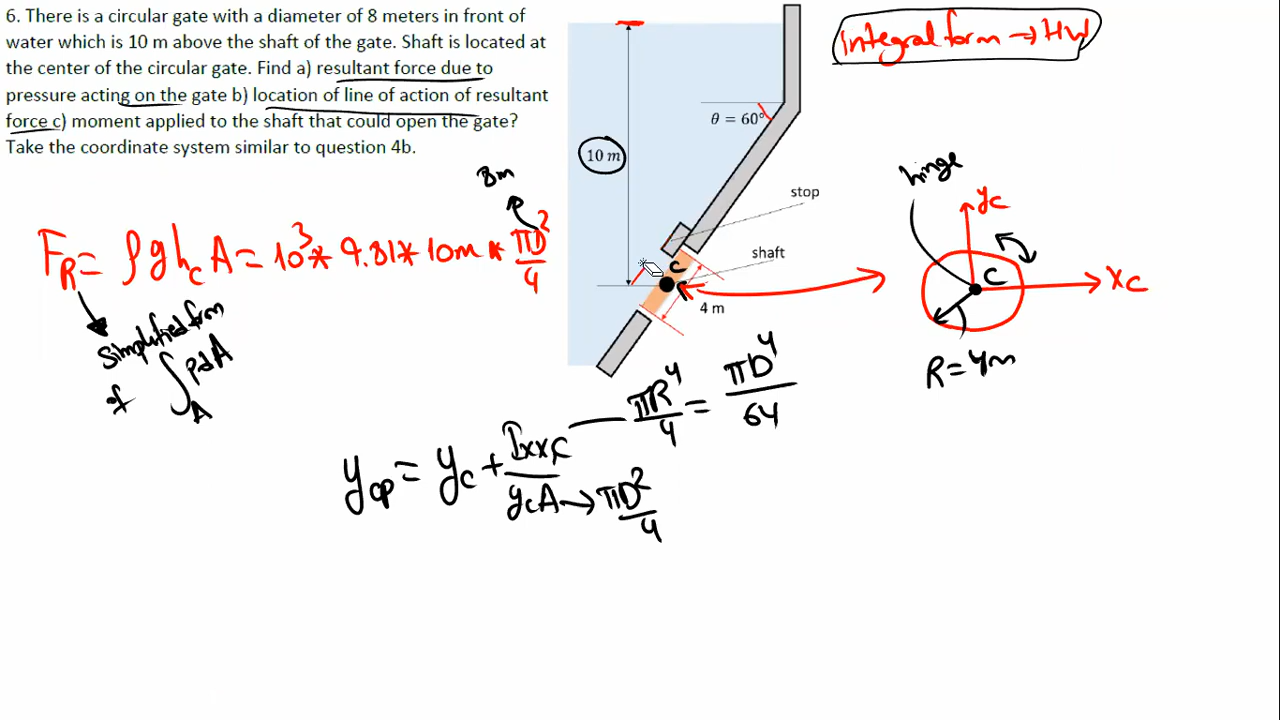 6. There is a circular gate with a diameter of 8 meters in front of
water which is 10 m above the shaft of the gate. Shaft is located at
the center of the circular gate. Find a) resultant force due to
pressure acting on the gate b) location of line of action of resultant
force c) moment applied to the shaft that could open the gate?
Take the coordinate system similar to question 4b.
integral form → HW
θ = 60°
10 m
stop
shaft
C
4 m
8m
F_R = ρg h_c A = 10³ * 9.81 * 10m * πD²/4
simplified form
of ∫_A PdA
hinge
yc
C
xc
R = 4m
πR⁴/4 = πD⁴/64
y_cp = y_c + Ixxc/ycA → πD²/4